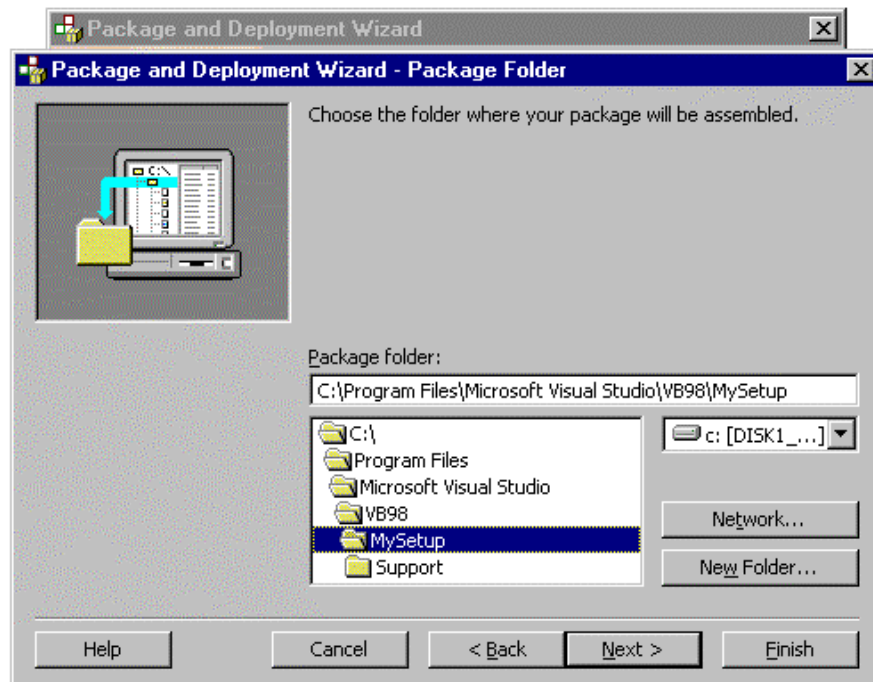 Package and Deployment Wizard
Package and Deployment Wizard - Package Folder
Choose the folder where your package will be assembled.
C:\
Package folder:
C:\Program Files\Microsoft Visual Studio\VB98\MySetup
C:\
c: [DISK1_...]
Program Files
Microsoft Visual Studio
VB98
Network...
MySetup
Support
New Folder...
Help
Cancel
< Back
Next >
Finish